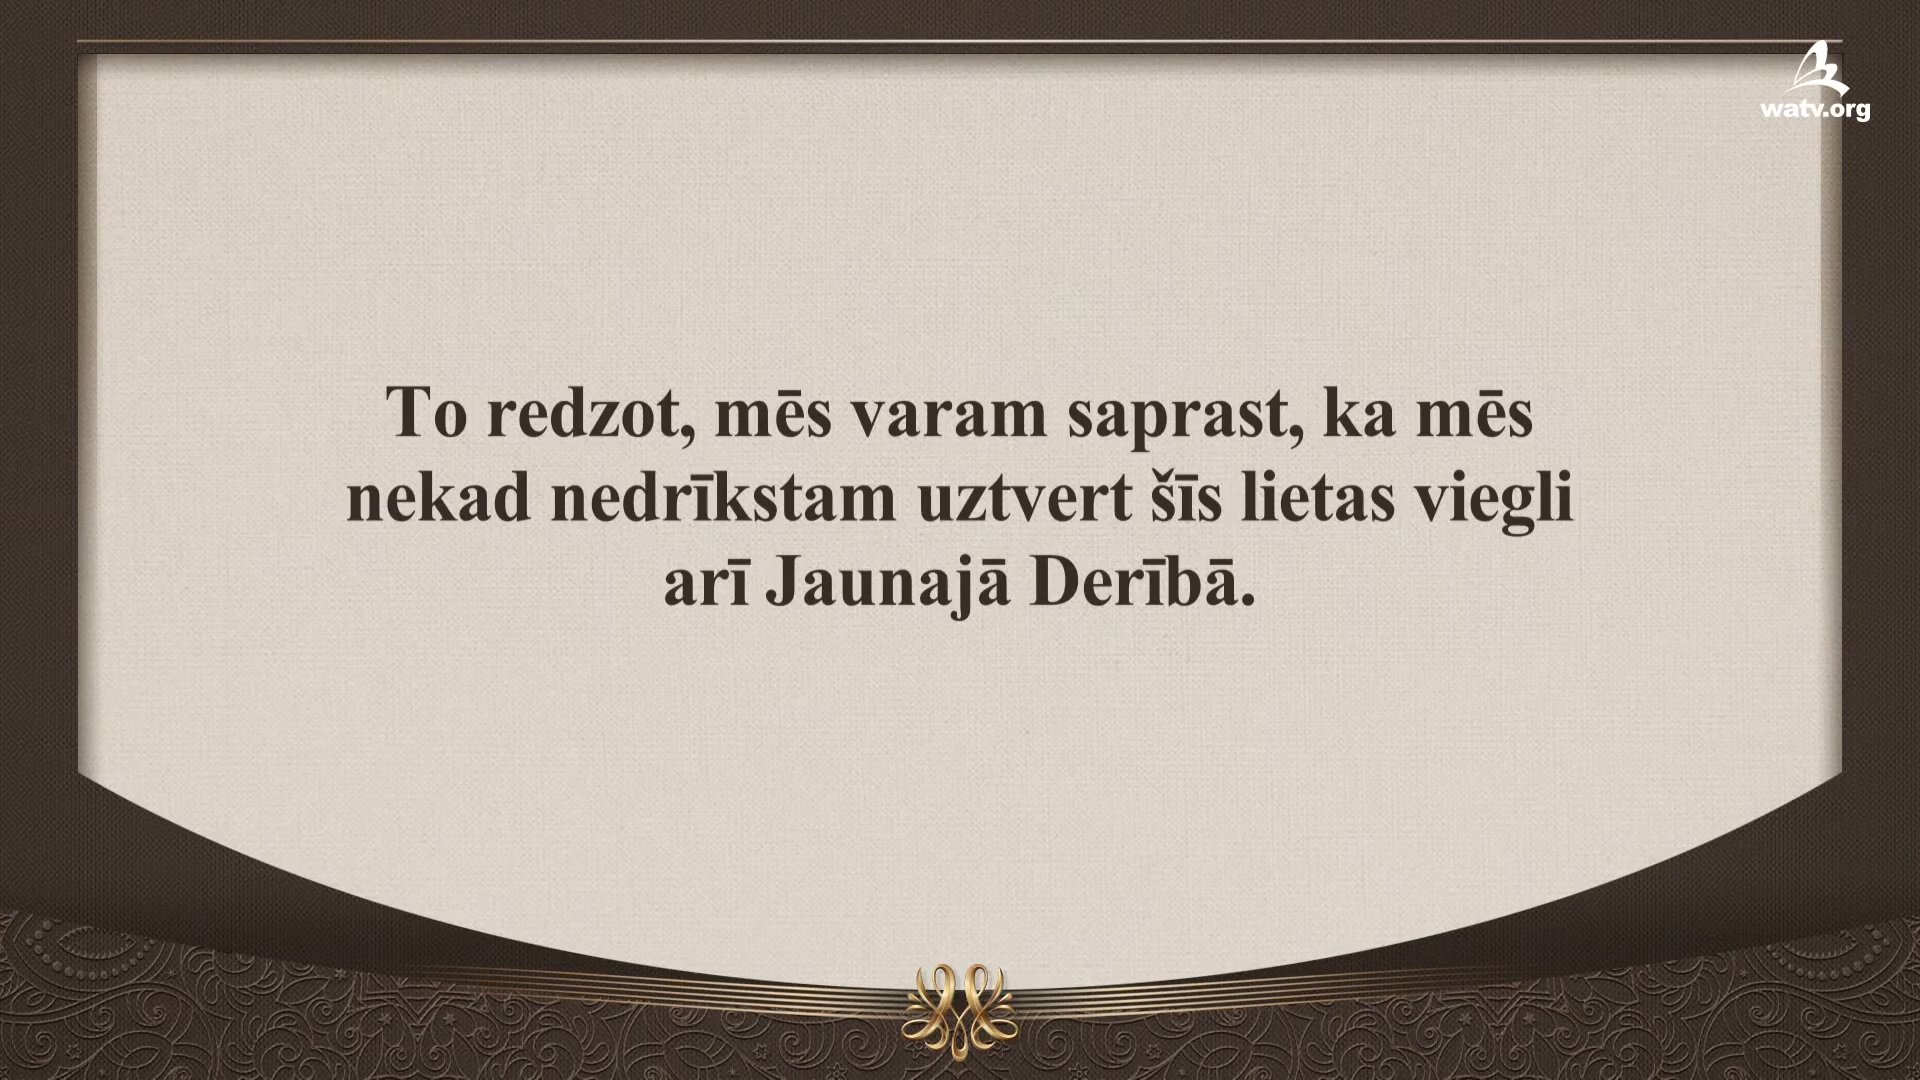 watv.org
To redzot, mēs varam saprast, ka mēs
nekad nedrīkstam uztvert šīs lietas viegli
arī Jaunajā Derībā.